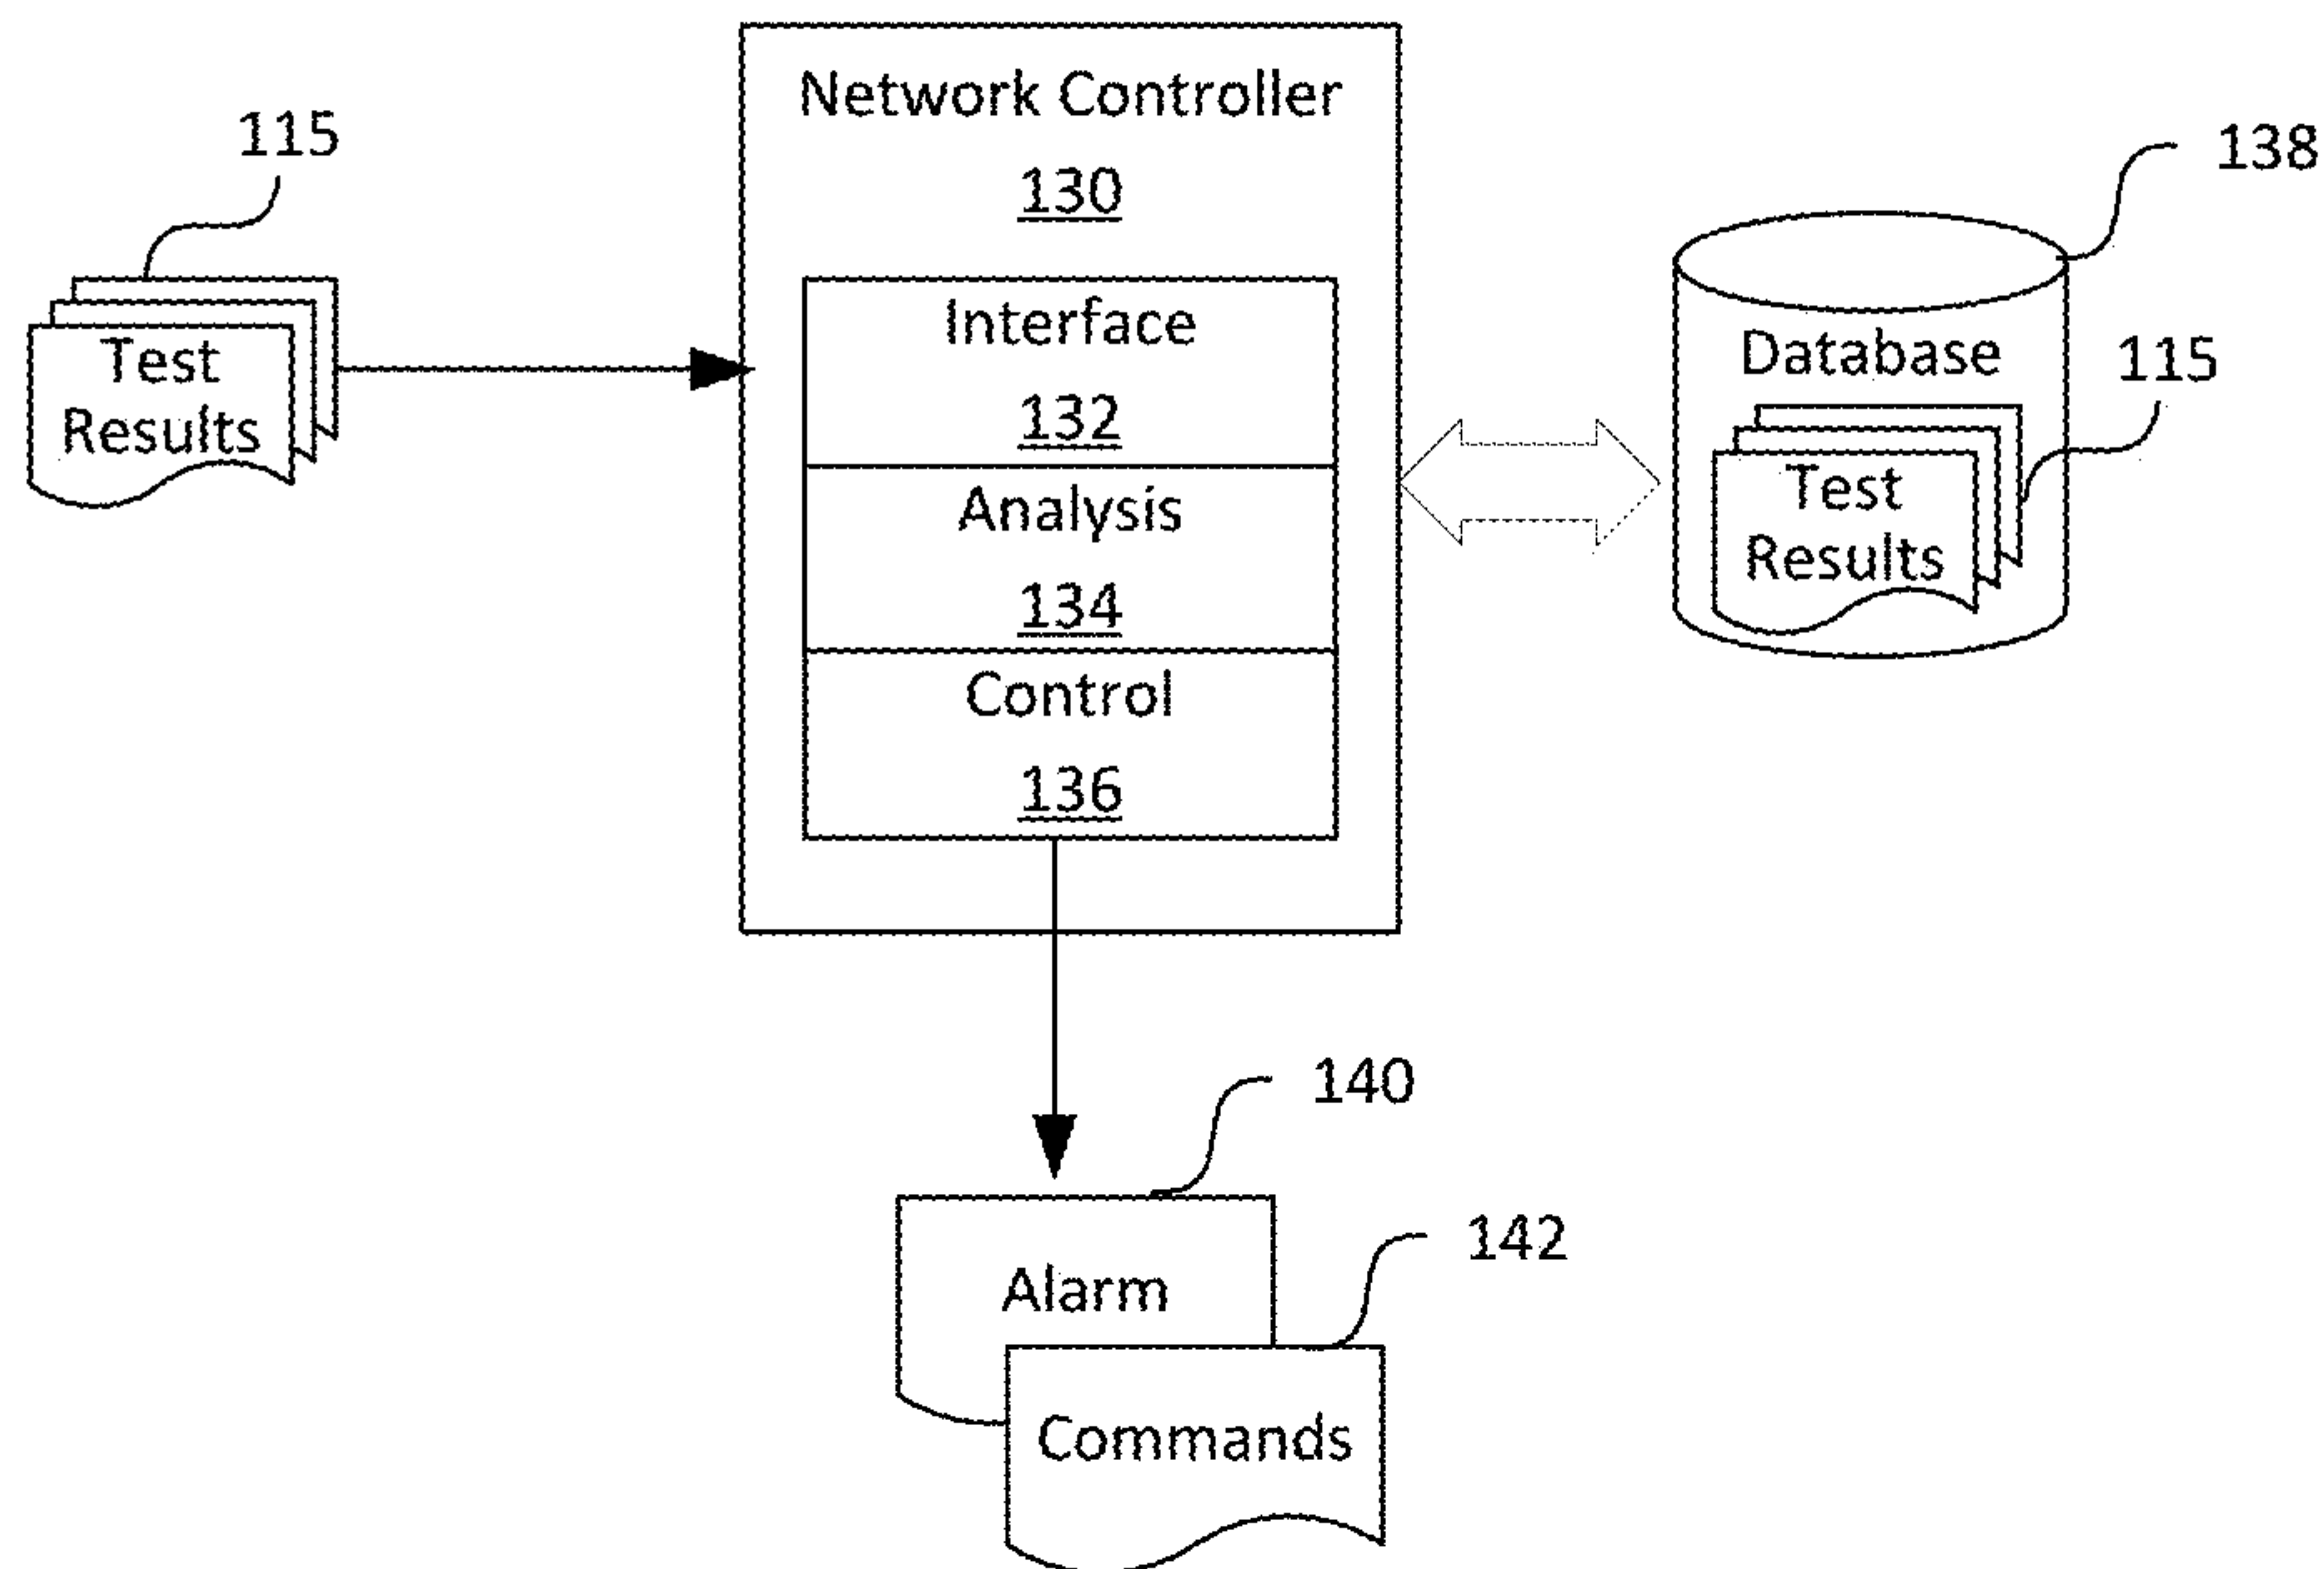 115
Test
Results
Network Controller
130
Interface
132
Analysis
134
Control
136
138
Database
115
Test
Results
140
Alarm
142
Commands